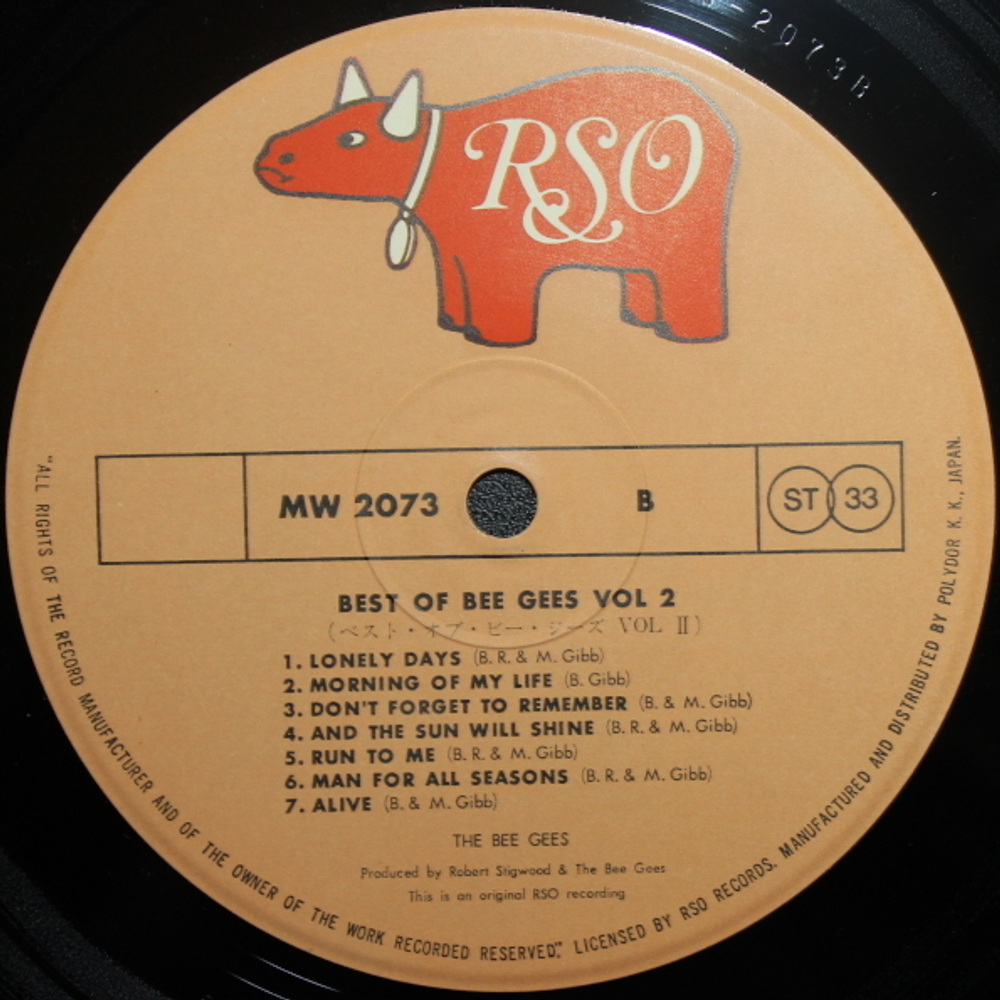 -2073B
R&SO
MW 2073 B ST 33
BEST OF BEE GEES VOL 2
(ベスト・オブ・ビー・ジーズ VOL Ⅱ)
1. LONELY DAYS (B. R. & M. Gibb)
2. MORNING OF MY LIFE (B. Gibb)
3. DON'T FORGET TO REMEMBER (B. & M. Gibb)
4. AND THE SUN WILL SHINE (B. R. & M. Gibb)
5. RUN TO ME (B. R. & M. Gibb)
6. MAN FOR ALL SEASONS (B. R. & M. Gibb)
7. ALIVE (B. & M. Gibb)
THE BEE GEES
Produced by Robert Stigwood & The Bee Gees
This is an original RSO recording
"ALL RIGHTS OF THE RECORD MANUFACTURER AND OF THE OWNER OF THE WORK RECORDED RESERVED." LICENSED BY RSO RECORDS. MANUFACTURED AND DISTRIBUTED BY POLYDOR K. K., JAPAN.